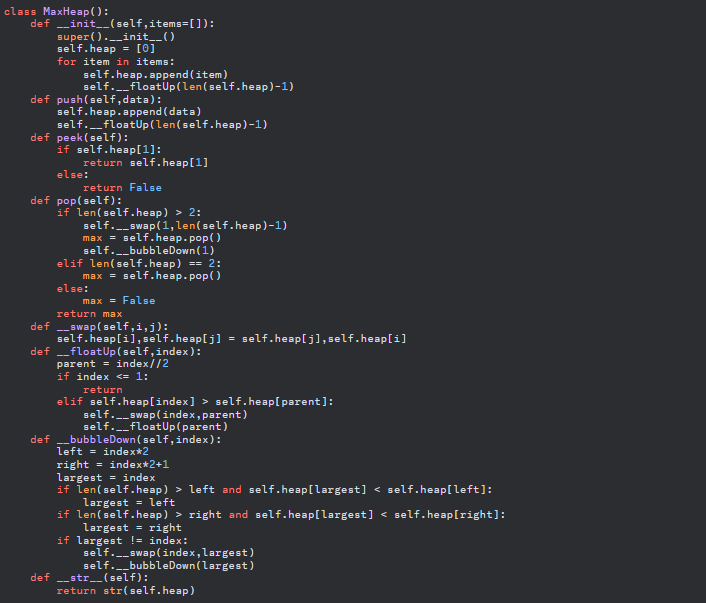 class MaxHeap():
    def __init__(self,items=[]):
        super().__init__()
        self.heap = [0]
        for item in items:
            self.heap.append(item)
            self.__floatUp(len(self.heap)-1)
    def push(self,data):
        self.heap.append(data)
        self.__floatUp(len(self.heap)-1)
    def peek(self):
        if self.heap[1]:
            return self.heap[1]
        else:
            return False
    def pop(self):
        if len(self.heap) > 2:
            self.__swap(1,len(self.heap)-1)
            max = self.heap.pop()
            self.__bubbleDown(1)
        elif len(self.heap) == 2:
            max = self.heap.pop()
        else:
            max = False
        return max
    def __swap(self,i,j):
        self.heap[i],self.heap[j] = self.heap[j],self.heap[i]
    def __floatUp(self,index):
        parent = index//2
        if index <= 1:
            return
        elif self.heap[index] > self.heap[parent]:
            self.__swap(index,parent)
            self.__floatUp(parent)
    def __bubbleDown(self,index):
        left = index*2
        right = index*2+1
        largest = index
        if len(self.heap) > left and self.heap[largest] < self.heap[left]:
            largest = left
        if len(self.heap) > right and self.heap[largest] < self.heap[right]:
            largest = right
        if largest != index:
            self.__swap(index,largest)
            self.__bubbleDown(largest)
    def __str__(self):
        return str(self.heap)